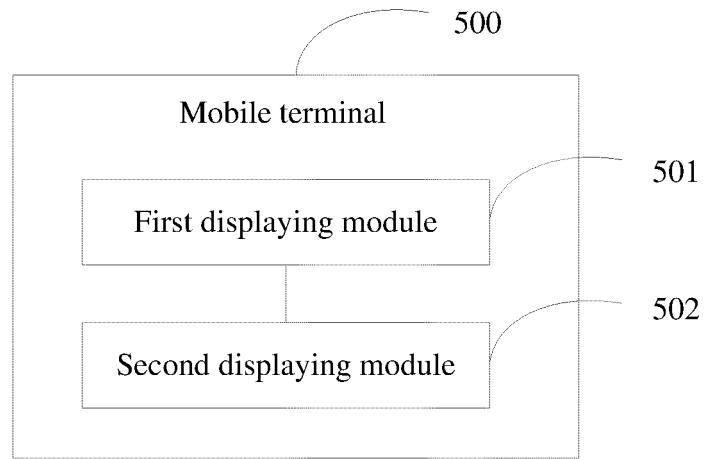 500
Mobile terminal
501
First displaying module
502
Second displaying module